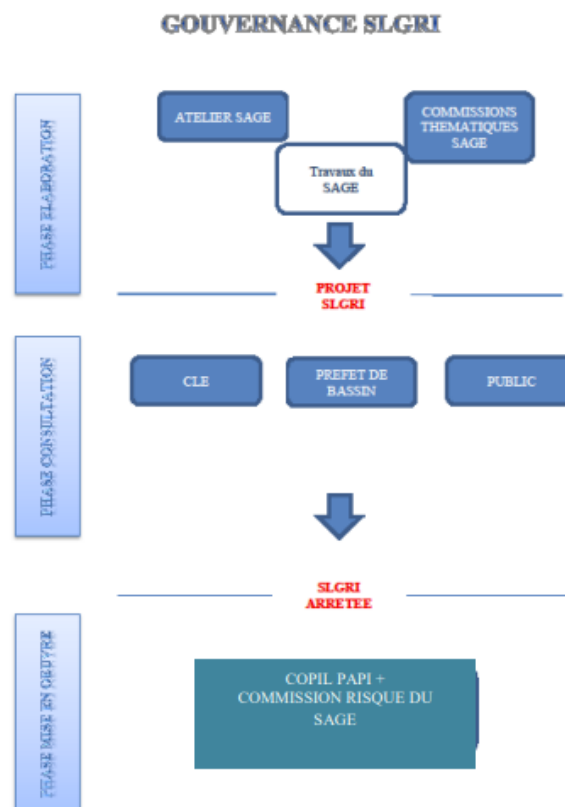 GOUVERNANCE SLGRI
PHASE ELABORATION
ATELIER SAGE
COMMISSIONS
THEMATIQUES
SAGE
Travaux du
SAGE
PROJET
SLGRI
PHASE CONSULTATION
CLE
PREFET DE
BASSIN
PUBLIC
SLGRI
ARRETEE
PHASE MISE EN OEUVRE
COPIL PAPI +
COMMISSION RISQUE DU
SAGE